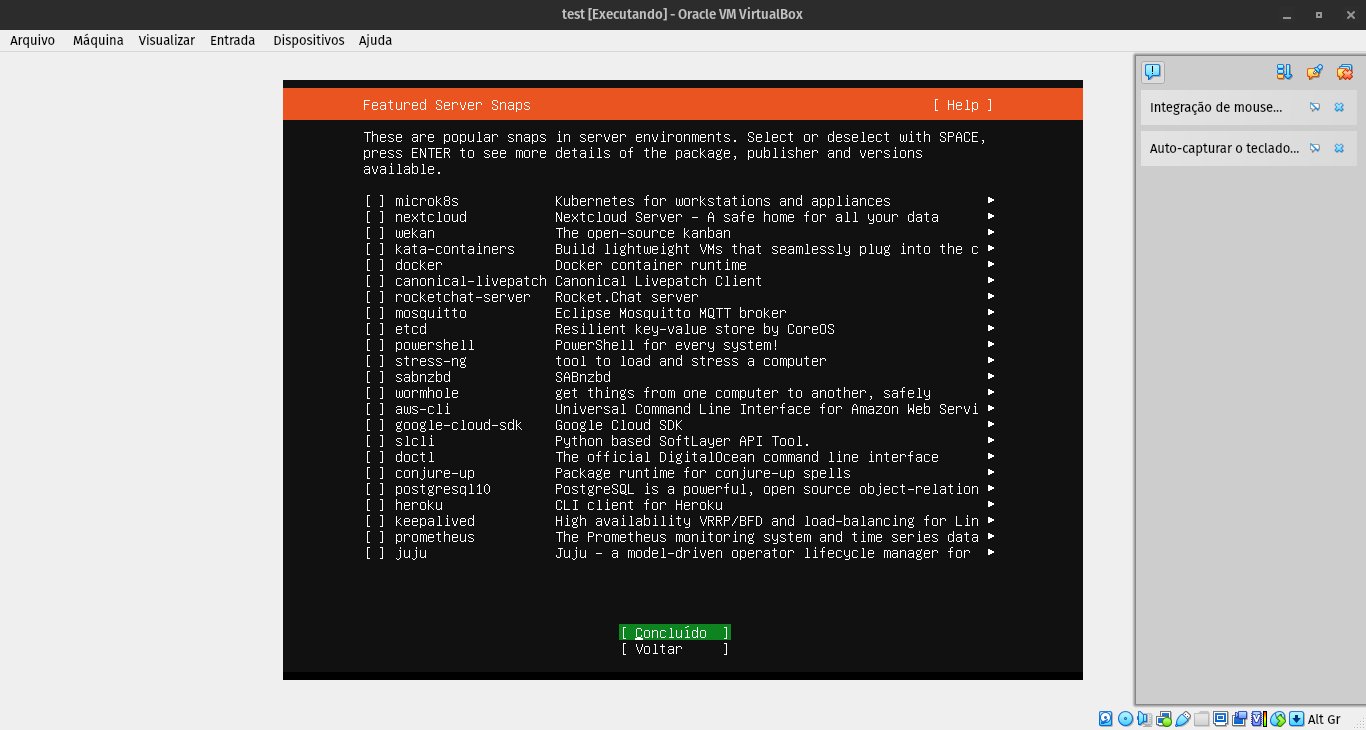 test [Executando] - Oracle VM VirtualBox
Arquivo Máquina Visualizar Entrada Dispositivos Ajuda
Featured Server Snaps [ Help ]
These are popular snaps in server environments. Select or deselect with SPACE,
press ENTER to see more details of the package, publisher and versions
available.
[ ] microk8s Kubernetes for workstations and appliances ▸
[ ] nextcloud Nextcloud Server - A safe home for all your data ▸
[ ] wekan The open-source kanban ▸
[ ] kata-containers Build lightweight VMs that seamlessly plug into the c ▸
[ ] docker Docker container runtime ▸
[ ] canonical-livepatch Canonical Livepatch Client ▸
[ ] rocketchat-server Rocket.Chat server ▸
[ ] mosquitto Eclipse Mosquitto MQTT broker ▸
[ ] etcd Resilient key-value store by CoreOS ▸
[ ] powershell PowerShell for every system! ▸
[ ] stress-ng tool to load and stress a computer ▸
[ ] sabnzbd SABnzbd ▸
[ ] wormhole get things from one computer to another, safely ▸
[ ] aws-cli Universal Command Line Interface for Amazon Web Servi ▸
[ ] google-cloud-sdk Google Cloud SDK ▸
[ ] slcli Python based SoftLayer API Tool. ▸
[ ] doctl The official DigitalOcean command line interface ▸
[ ] conjure-up Package runtime for conjure-up spells ▸
[ ] postgresql10 PostgreSQL is a powerful, open source object-relation ▸
[ ] heroku CLI client for Heroku ▸
[ ] keepalived High availability VRRP/BFD and load-balancing for Lin ▸
[ ] prometheus The Prometheus monitoring system and time series data ▸
[ ] juju Juju - a model-driven operator lifecycle manager for ▸
[ Concluído ]
[ Voltar ]
Integração de mouse...
Auto-capturar o teclado...
Alt Gr